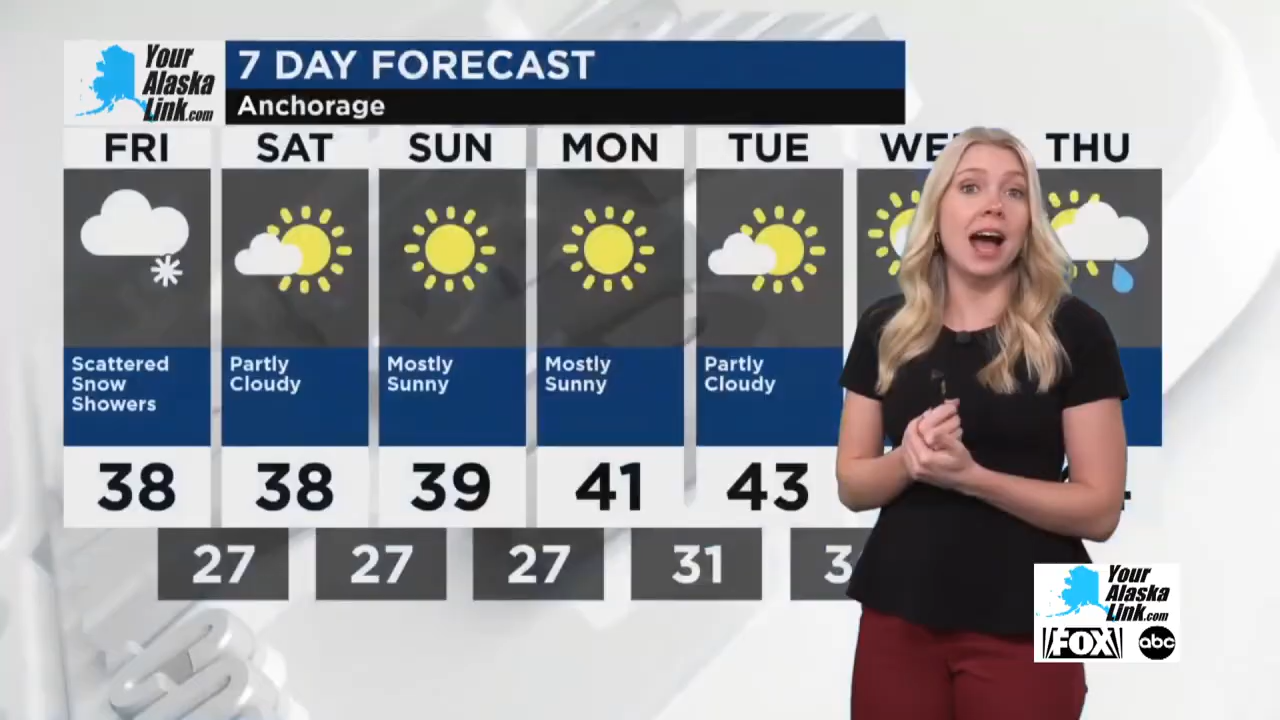 Your
Alaska
Link.com
7 DAY FORECAST
Anchorage
FRI SAT SUN MON TUE THU
Scattered
Snow
Showers
Partly
Cloudy
Mostly
Sunny
Mostly
Sunny
Partly
Cloudy
38 38 39 41 43
27 27 27 31
Your
Alaska
Link.com
FOX abc